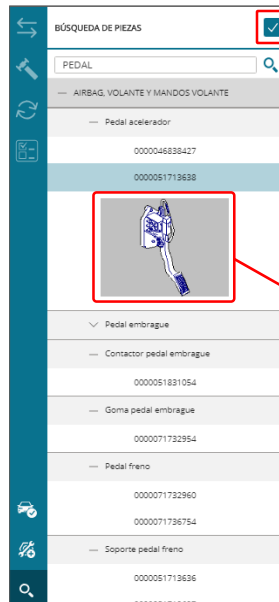 BÚSQUEDA DE PIEZAS
PEDAL
— AIRBAG, VOLANTE Y MANDOS VOLANTE
— Pedal acelerador
0000046838427
0000051713638
Pedal embrague
— Contactor pedal embrague
0000051831054
— Goma pedal embrague
0000071732954
— Pedal freno
0000071732960
0000071736754
— Soporte pedal freno
0000051713636